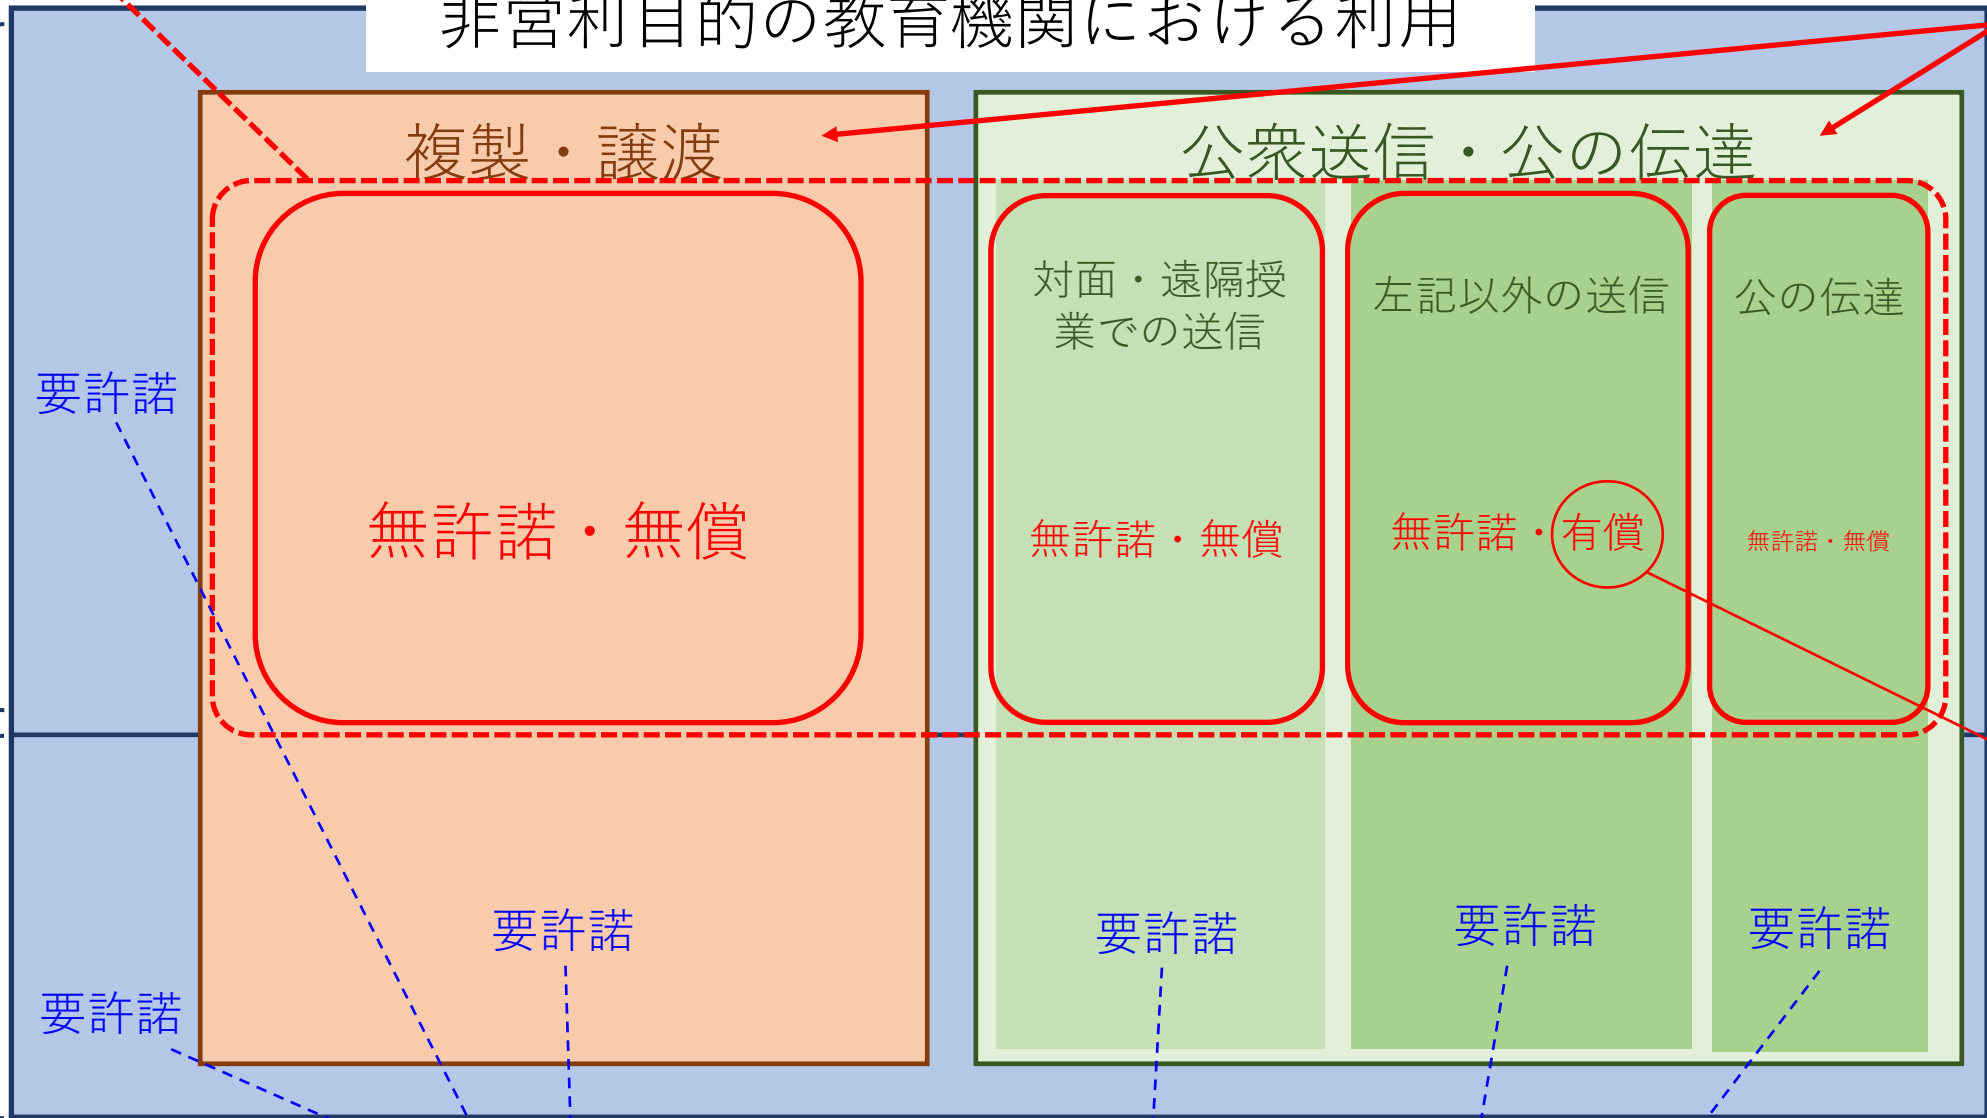 非営利目的の教育機関における利用
複製・譲渡
公衆送信・公の伝達
対面・遠隔授
業での送信
左記以外の送信
公の伝達
要許諾
無許諾・無償
無許諾・無償
無許諾・有償
無許諾・無償
要許諾
要許諾
要許諾
要許諾
要許諾